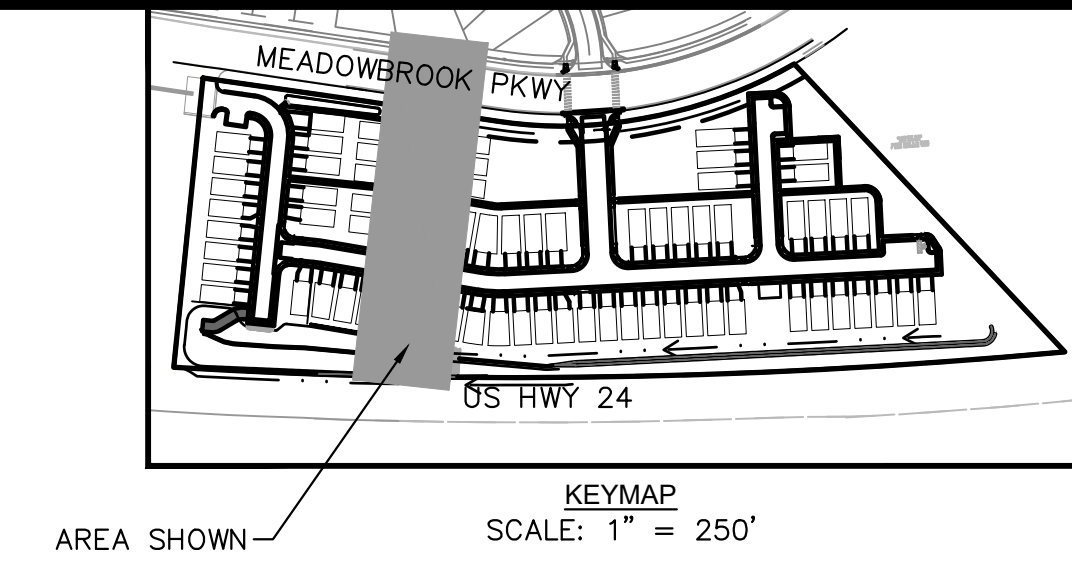 MEADOWBROOK PKWY
US HWY 24
KEYMAP
SCALE: 1" = 250'
AREA SHOWN